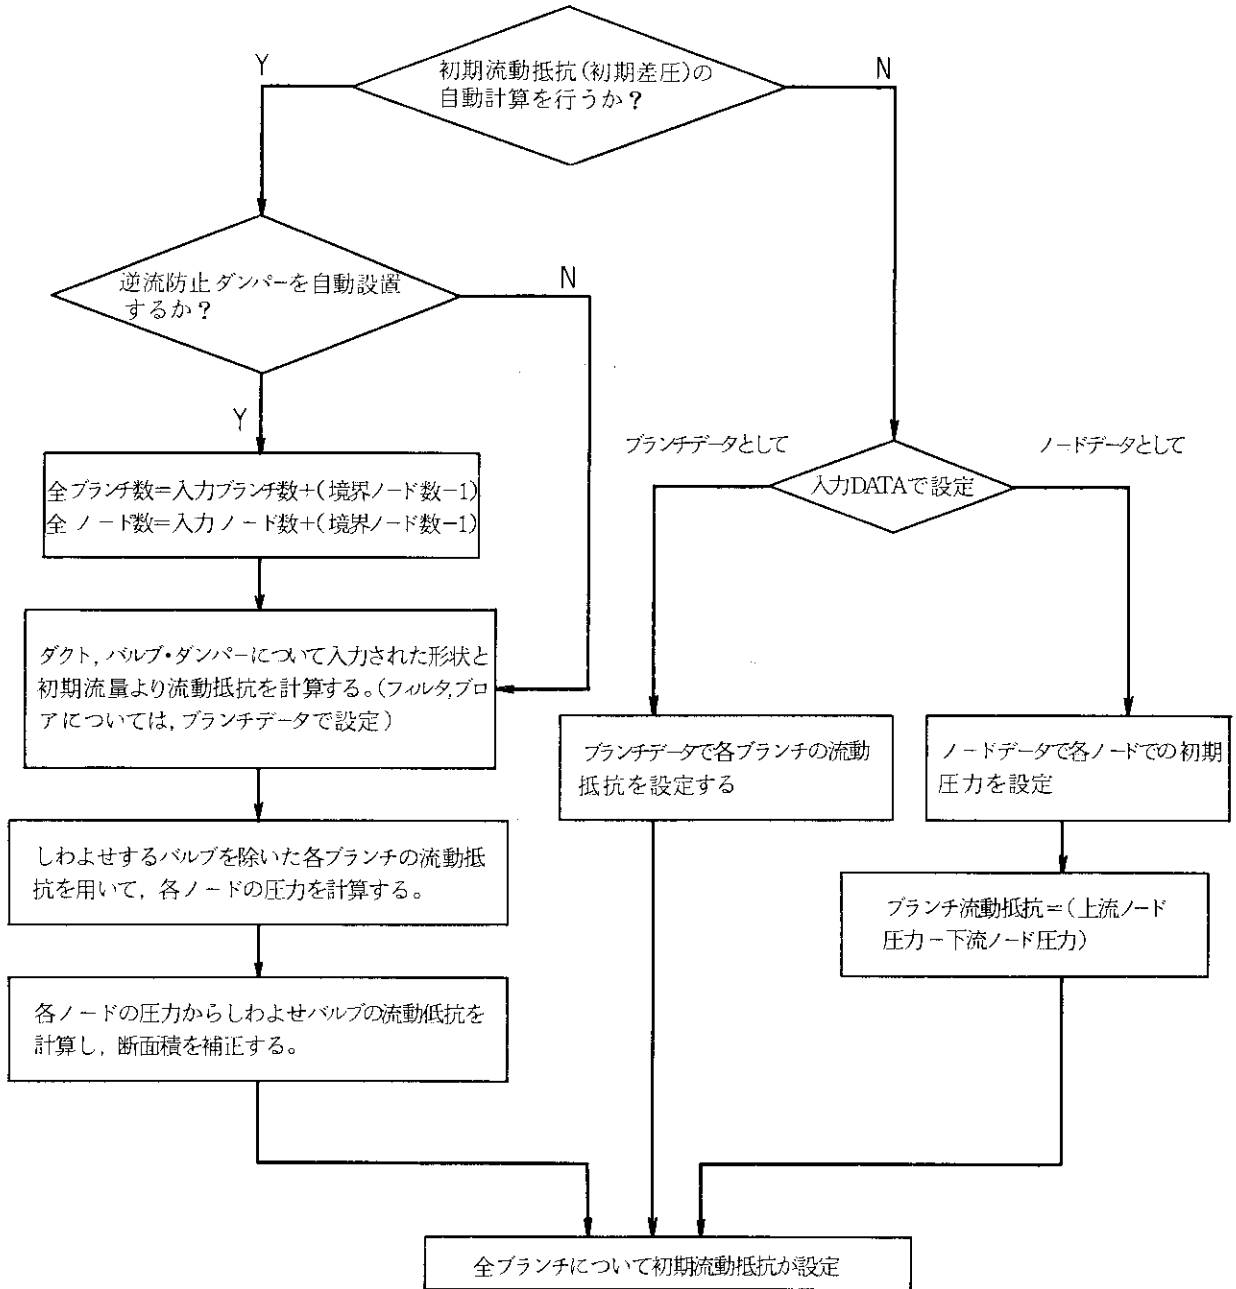 Y
初期流動抵抗(初期差圧)の
自動計算を行うか?
N
逆流防止ダンパーを自動設置
するか?
N
Y
全ブランチ数=入力ブランチ数+(境界ノード数-1)
全ノード数=入力ノード数+(境界ノード数-1)
ダクト,バルブ・ダンパーについて入力された形状と
初期流量より流動抵抗を計算する。(フィルタ,ブロ
アについては,ブランチデータで設定)
しわよせするバルブを除いた各ブランチの流動抵
抗を用いて,各ノードの圧力を計算する。
各ノードの圧力からしわよせバルブの流動低抗を
計算し,断面積を補正する。
ブランチデータとして
ノードデータとして
入力DATAで設定
ブランチデータで各ブランチの流動
抵抗を設定する
ノードデータで各ノードでの初期
圧力を設定
ブランチ流動抵抗=(上流ノード
圧力-下流ノード圧力)
全ブランチについて初期流動抵抗が設定